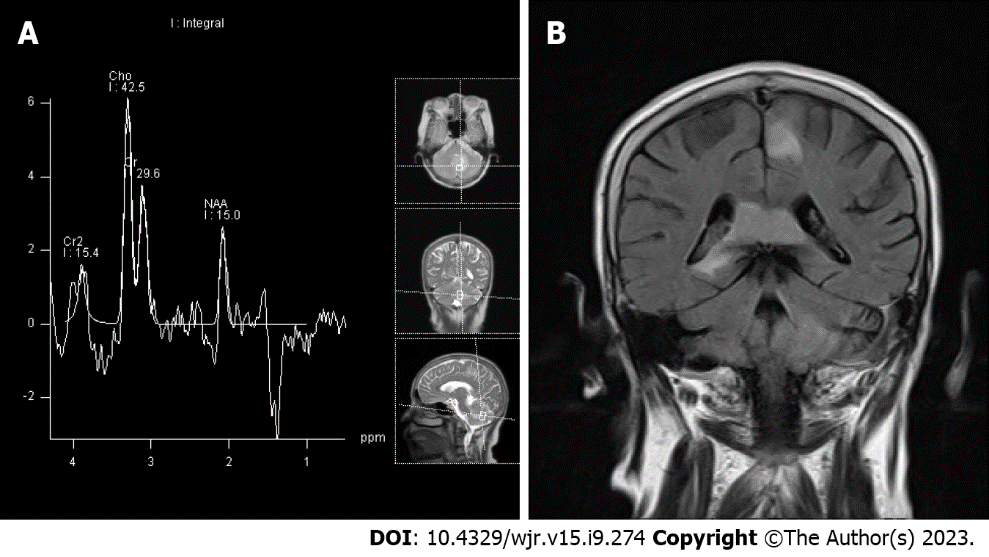 A
I : Integral
Cho
I : 42.5
Cr
29.6
NAA
I : 15.0
Cr2
I : 15.4
6
4
2
0
-2
4
3
2
1
ppm
B
DOI: 10.4329/wjr.v15.i9.274 Copyright ©The Author(s) 2023.